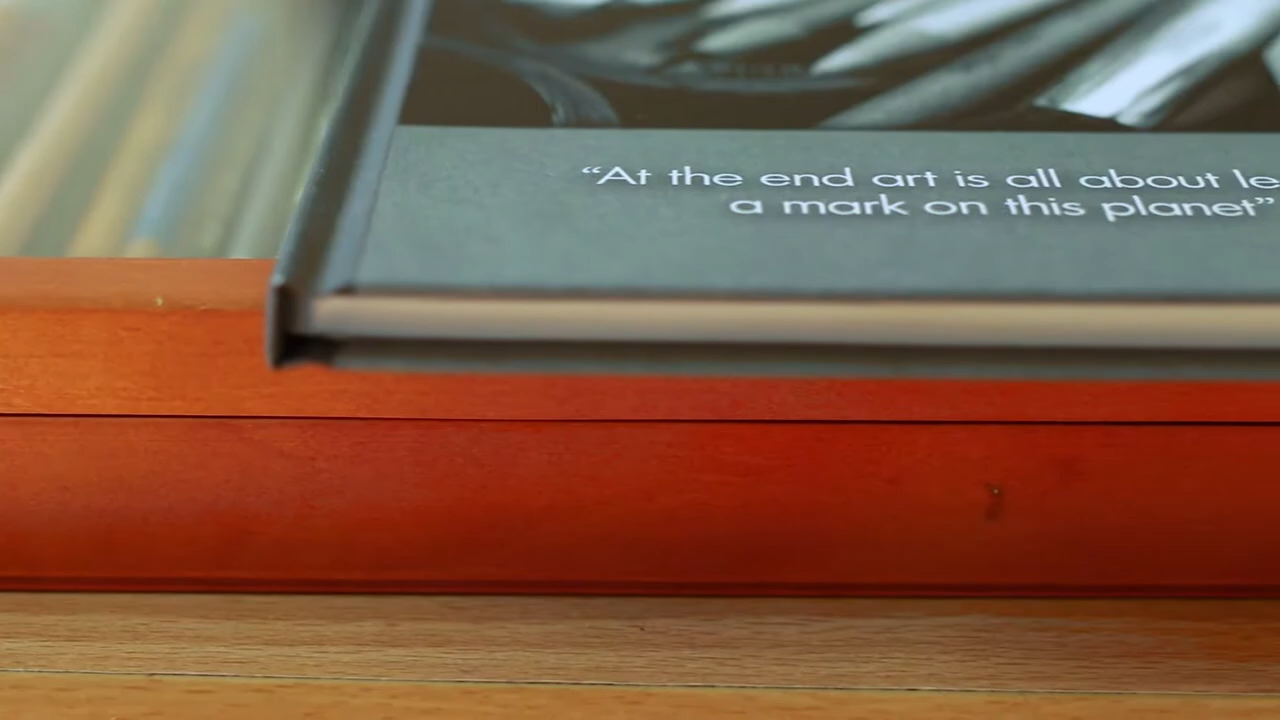 “At the end art is all about le
a mark on this planet”